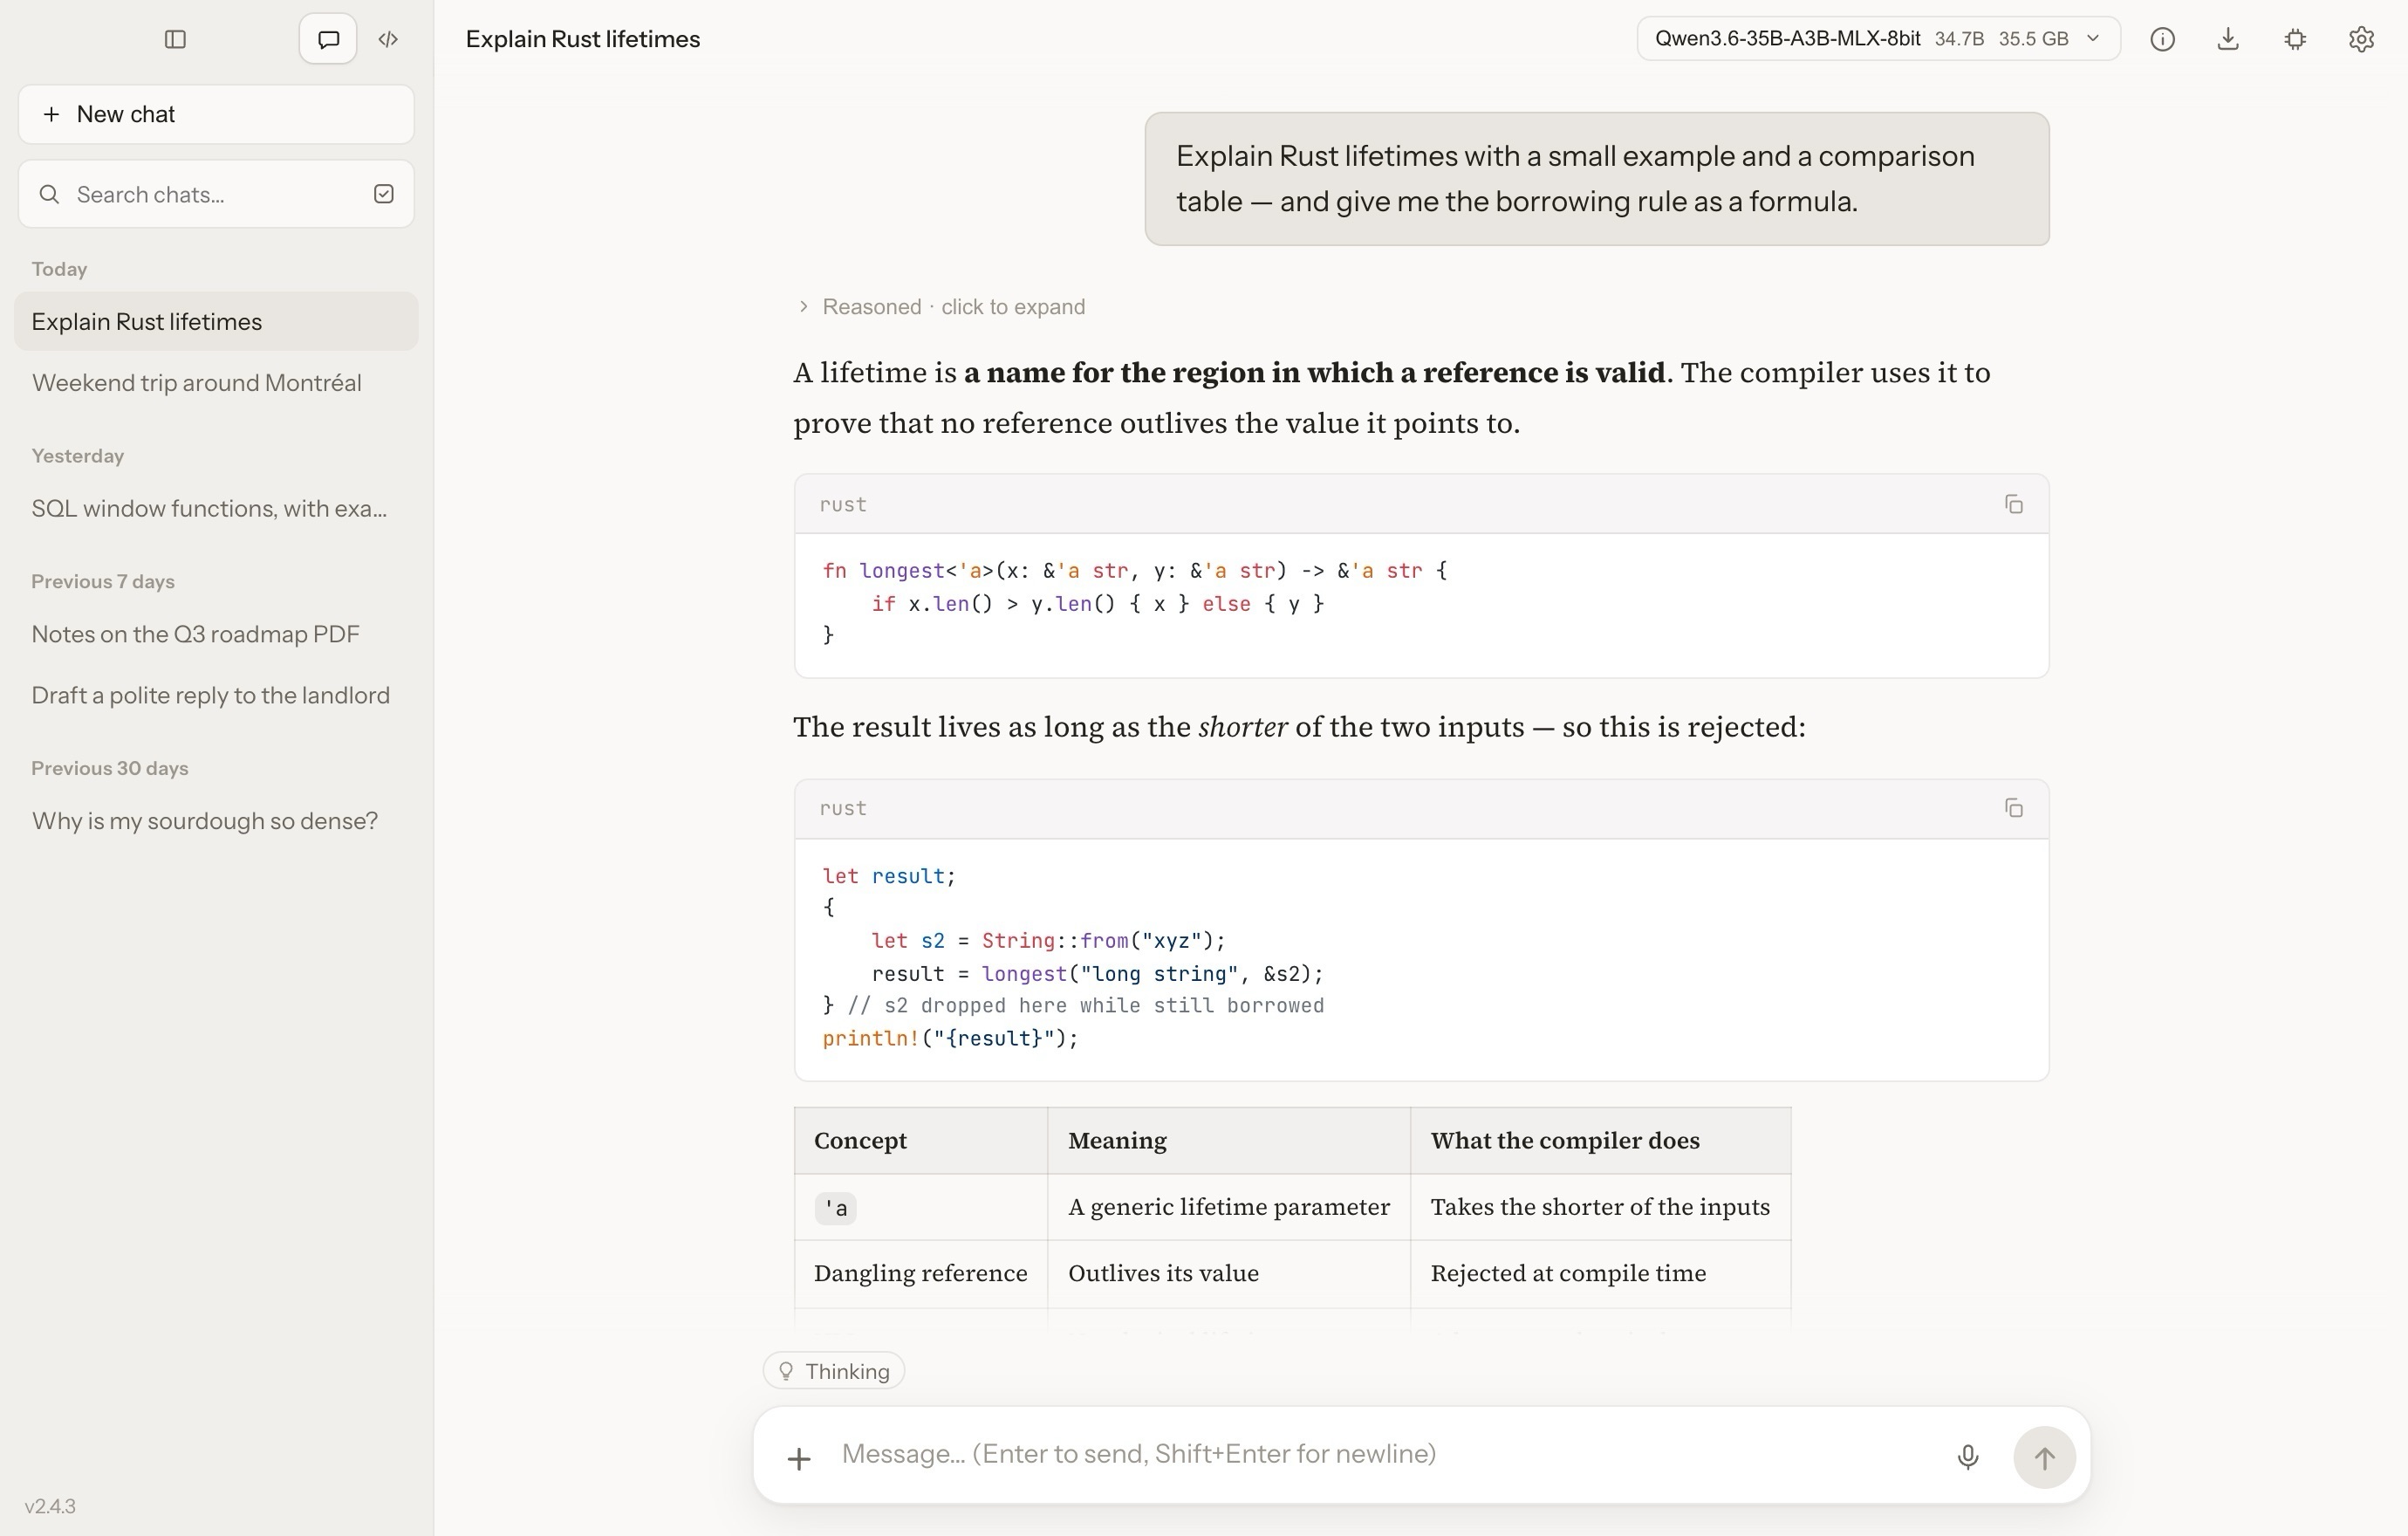 Explain Rust lifetimes
Qwen3.6-35B-A3B-MLX-8bit 34.7B 35.5 GB
New chat
Search chats...
Today
Explain Rust lifetimes
Weekend trip around Montréal
Yesterday
SQL window functions, with exa...
Previous 7 days
Notes on the Q3 roadmap PDF
Draft a polite reply to the landlord
Previous 30 days
Why is my sourdough so dense?
v2.4.3
Explain Rust lifetimes with a small example and a comparison
table — and give me the borrowing rule as a formula.
Reasoned · click to expand
A lifetime is a name for the region in which a reference is valid. The compiler uses it to
prove that no reference outlives the value it points to.
rust
fn longest<'a>(x: &'a str, y: &'a str) -> &'a str {
    if x.len() > y.len() { x } else { y }
}
The result lives as long as the shorter of the two inputs — so this is rejected:
rust
let result;
{
    let s2 = String::from("xyz");
    result = longest("long string", &s2);
} // s2 dropped here while still borrowed
println!("{result}");
Concept Meaning What the compiler does
'a A generic lifetime parameter Takes the shorter of the inputs
Dangling reference Outlives its value Rejected at compile time
Thinking
Message... (Enter to send, Shift+Enter for newline)